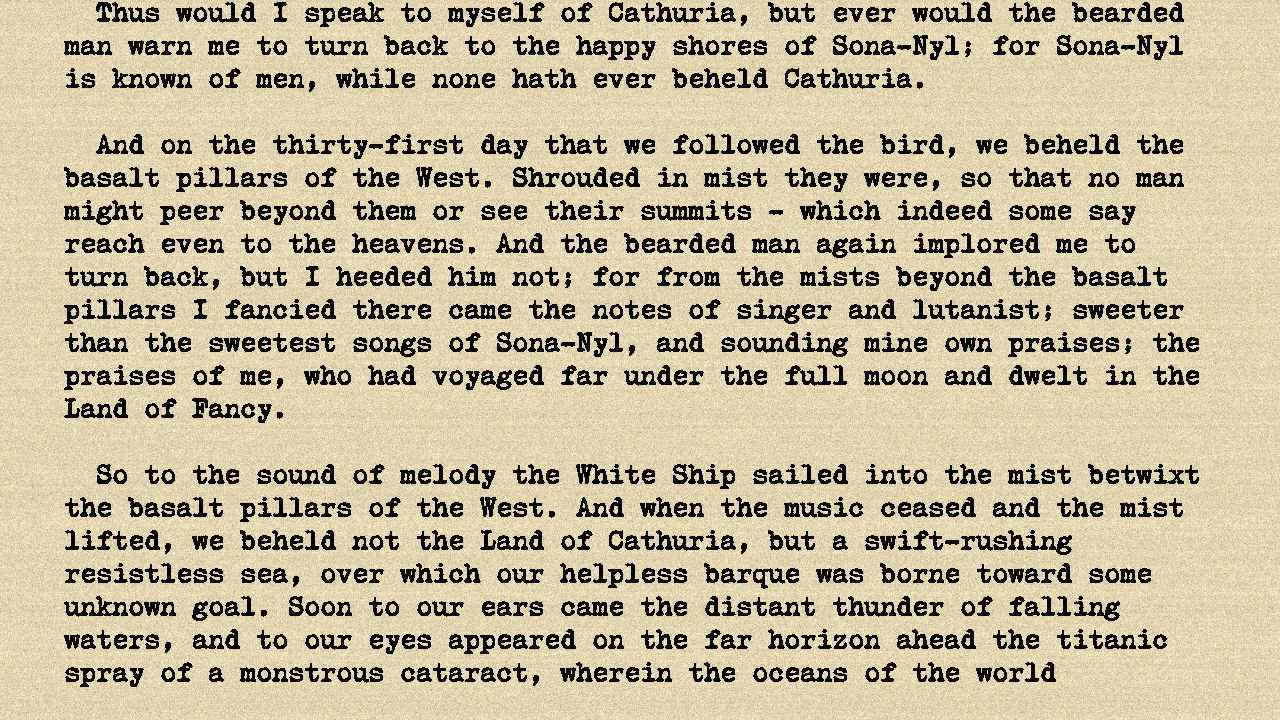 Thus would I speak to myself of Cathuria, but ever would the bearded
man warn me to turn back to the happy shores of Sona-Nyl; for Sona-Nyl
is known of men, while none hath ever beheld Cathuria.
And on the thirty-first day that we followed the bird, we beheld the
basalt pillars of the West. Shrouded in mist they were, so that no man
might peer beyond them or see their summits - which indeed some say
reach even to the heavens. And the bearded man again implored me to
turn back, but I heeded him not; for from the mists beyond the basalt
pillars I fancied there came the notes of singer and lutanist; sweeter
than the sweetest songs of Sona-Nyl, and sounding mine own praises; the
praises of me, who had voyaged far under the full moon and dwelt in the
Land of Fancy.
So to the sound of melody the White Ship sailed into the mist betwixt
the basalt pillars of the West. And when the music ceased and the mist
lifted, we beheld not the Land of Cathuria, but a swift-rushing
resistless sea, over which our helpless barque was borne toward some
unknown goal. Soon to our ears came the distant thunder of falling
waters, and to our eyes appeared on the far horizon ahead the titanic
spray of a monstrous cataract, wherein the oceans of the world